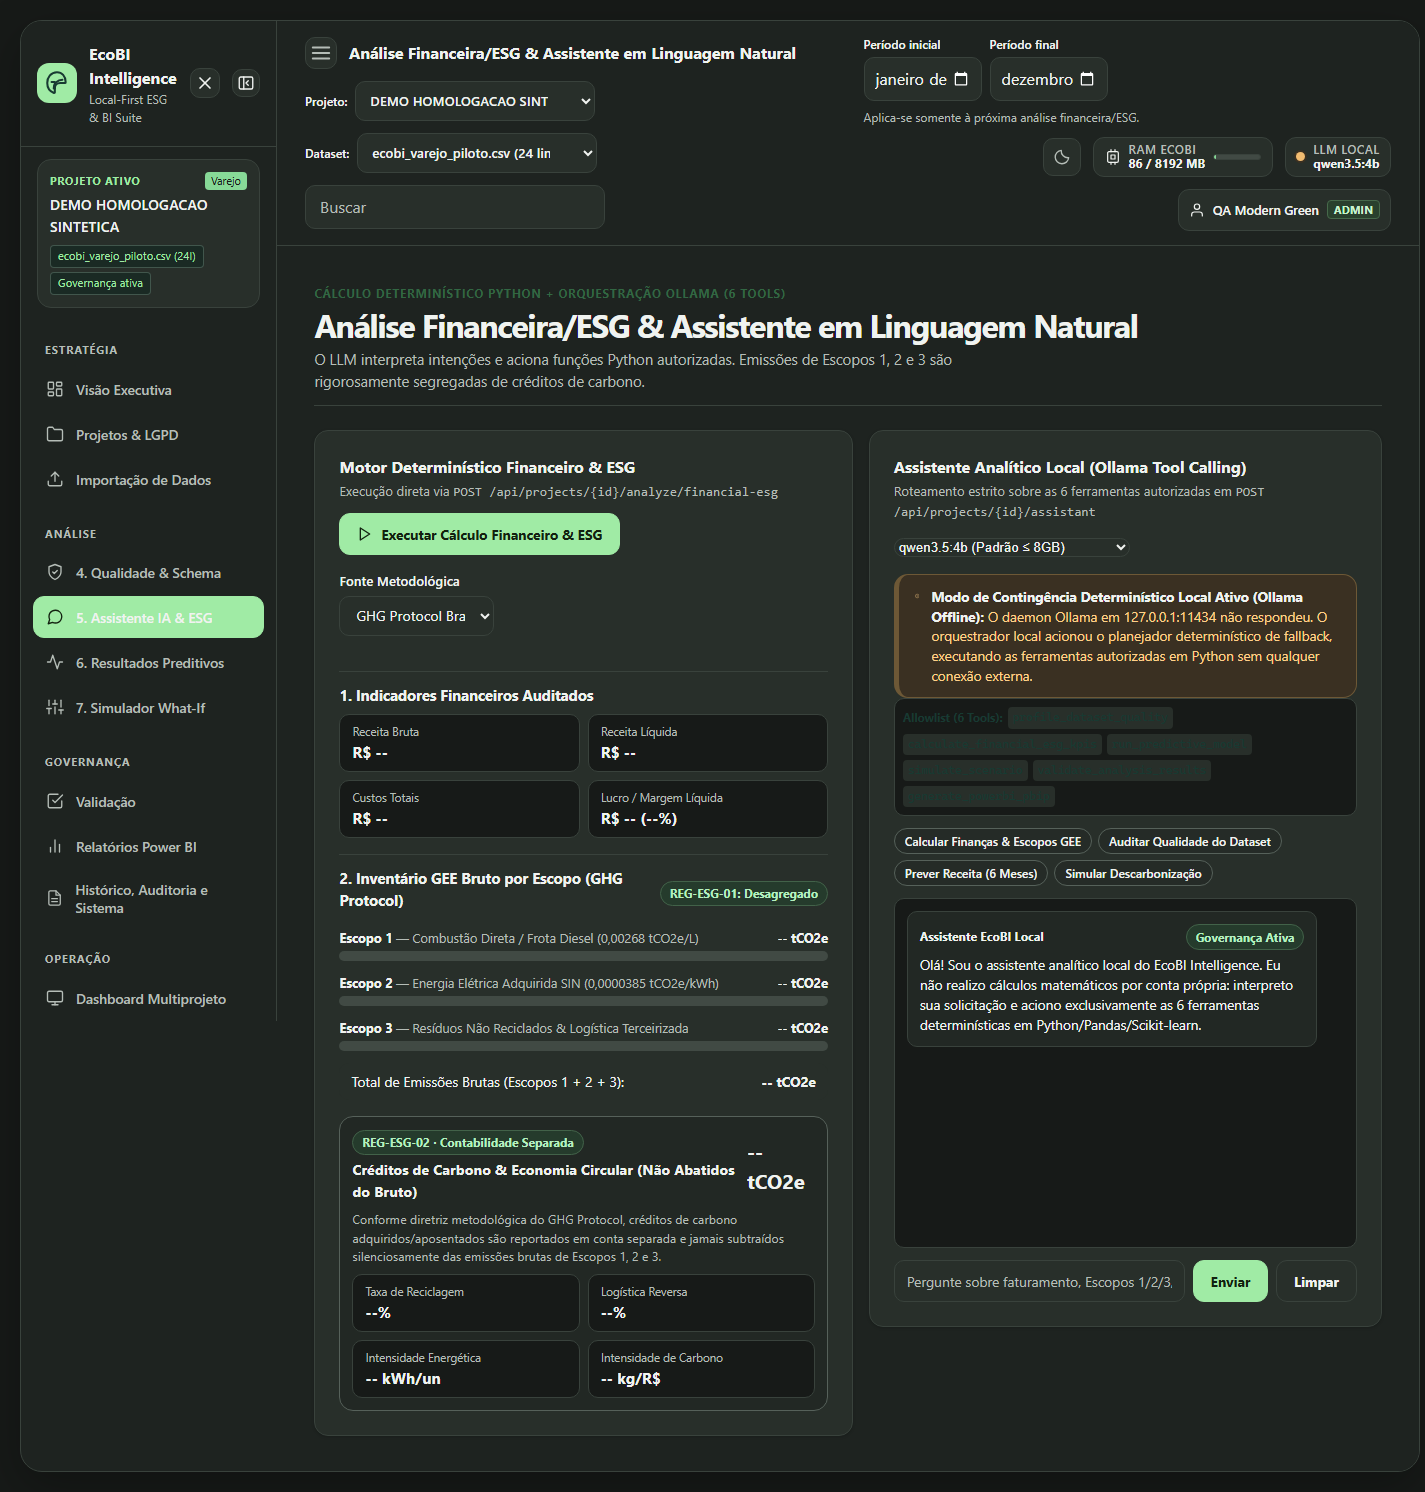 EcoBI
Intelligence
Local-First ESG
& BI Suite
PROJETO ATIVO
Varejo
DEMO HOMOLOGACAO
SINTETICA
ecobi_varejo_piloto.csv (24l)
Governança ativa
ESTRATÉGIA
Visão Executiva
Projetos & LGPD
Importação de Dados
ANÁLISE
4. Qualidade & Schema
5. Assistente IA & ESG
6. Resultados Preditivos
7. Simulador What-If
GOVERNANÇA
Validação
Relatórios Power BI
Histórico, Auditoria e
Sistema
OPERAÇÃO
Dashboard Multiprojeto
Análise Financeira/ESG & Assistente em Linguagem Natural
Projeto:
DEMO HOMOLOGACAO SINT
Dataset:
ecobi_varejo_piloto.csv (24 lin
Buscar
Período inicial
Período final
janeiro de
dezembro
Aplica-se somente à próxima análise financeira/ESG.
RAM ECOBI
86 / 8192 MB
LLM LOCAL
qwen3.5:4b
QA Modern Green
ADMIN
CÁLCULO DETERMINÍSTICO PYTHON + ORQUESTRAÇÃO OLLAMA (6 TOOLS)
Análise Financeira/ESG & Assistente em Linguagem Natural
O LLM interpreta intenções e aciona funções Python autorizadas. Emissões de Escopos 1, 2 e 3 são
rigorosamente segregadas de créditos de carbono.
Motor Determinístico Financeiro & ESG
Execução direta via POST /api/projects/{id}/analyze/financial-esg
Executar Cálculo Financeiro & ESG
Fonte Metodológica
GHG Protocol Bra
1. Indicadores Financeiros Auditados
Receita Bruta
R$ --
Receita Líquida
R$ --
Custos Totais
R$ --
Lucro / Margem Líquida
R$ -- (--%)
2. Inventário GEE Bruto por Escopo (GHG
Protocol)
REG-ESG-01: Desagregado
Escopo 1 — Combustão Direta / Frota Diesel (0,00268 tCO2e/L)
-- tCO2e
Escopo 2 — Energia Elétrica Adquirida SIN (0,0000385 tCO2e/kWh)
-- tCO2e
Escopo 3 — Resíduos Não Reciclados & Logística Terceirizada
-- tCO2e
Total de Emissões Brutas (Escopos 1 + 2 + 3):
-- tCO2e
REG-ESG-02 · Contabilidade Separada
Créditos de Carbono & Economia Circular (Não Abatidos
do Bruto)
--
tCO2e
Conforme diretriz metodológica do GHG Protocol, créditos de carbono
adquiridos/aposentados são reportados em conta separada e jamais subtraídos
silenciosamente das emissões brutas de Escopos 1, 2 e 3.
Taxa de Reciclagem
--%
Logística Reversa
--%
Intensidade Energética
-- kWh/un
Intensidade de Carbono
-- kg/R$
Assistente Analítico Local (Ollama Tool Calling)
Roteamento estrito sobre as 6 ferramentas autorizadas em POST
/api/projects/{id}/assistant
qwen3.5:4b (Padrão ≤ 8GB)
Modo de Contingência Determinístico Local Ativo (Ollama
Offline): O daemon Ollama em 127.0.0.1:11434 não respondeu. O
orquestrador local acionou o planejador determinístico de fallback,
executando as ferramentas autorizadas em Python sem qualquer
conexão externa.
Allowlist (6 Tools):
Calcular Finanças & Escopos GEE
Auditar Qualidade do Dataset
Prever Receita (6 Meses)
Simular Descarbonização
Assistente EcoBI Local
Governança Ativa
Olá! Sou o assistente analítico local do EcoBI Intelligence. Eu
não realizo cálculos matemáticos por conta própria: interpreto
sua solicitação e aciono exclusivamente as 6 ferramentas
determinísticas em Python/Pandas/Scikit-learn.
Pergunte sobre faturamento, Escopos 1/2/3,
Enviar
Limpar